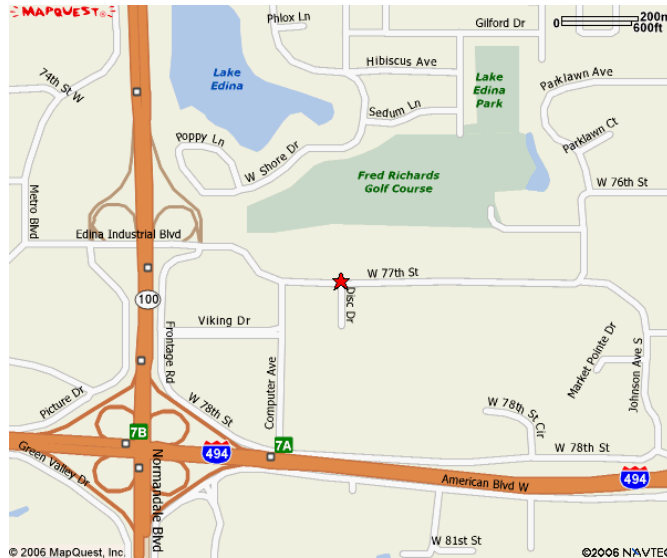 MAPQUEST®
Phlox Ln
Gilford Dr
0 200m
600ft
Hibiscus Ave
74th St W
Lake
Edina
Lake
Edina
Park
Parklawn Ave
Sedum Ln
Poppy Ln
W Shore Dr
Parklawn Ct
Fred Richards
Golf Course
W 76th St
Metro Blvd
Edina Industrial Blvd
W 77th St
100
Disc Dr
Viking Dr
Frontage Rd
Computer Ave
Market Pointe Dr
Johnson Ave S
Picture Dr
W 78th St
W 78th St Cir
7B
7A
W 78th St
494
Green Valley Dr
Normandale Blvd
American Blvd W
494
W 81st St
© 2006 MapQuest, Inc.
©2006 NAVTEQ